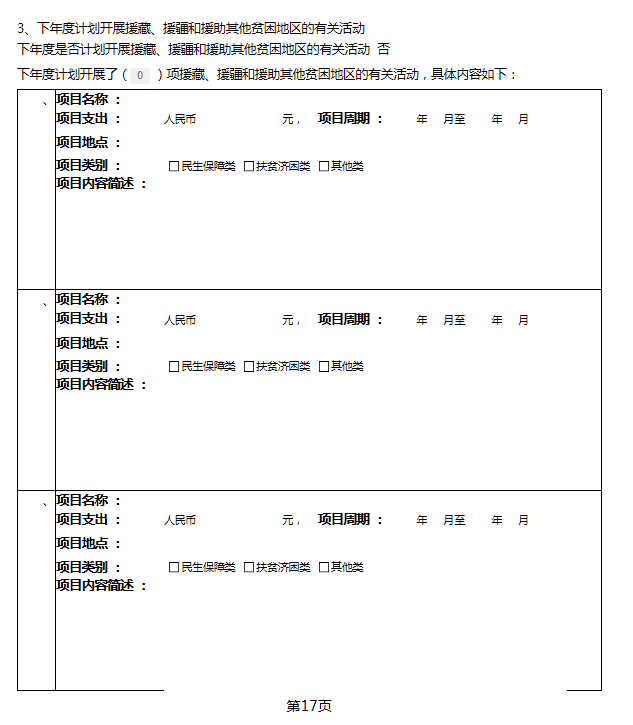 3、下年度计划开展援藏、援疆和援助其他贫困地区的有关活动
下年度是否计划开展援藏、援疆和援助其他贫困地区的有关活动 否
下年度计划开展了（ 0 ）项援藏、援疆和援助其他贫困地区的有关活动，具体内容如下：
、 项目名称 ：
项目支出 ： 人民币 元， 项目周期 ： 年 月至 年 月
项目地点 ：
项目类别 ： □民生保障类 □扶贫济困类 □其他类
项目内容简述 ：
、 项目名称 ：
项目支出 ： 人民币 元， 项目周期 ： 年 月至 年 月
项目地点 ：
项目类别 ： □民生保障类 □扶贫济困类 □其他类
项目内容简述 ：
、 项目名称 ：
项目支出 ： 人民币 元， 项目周期 ： 年 月至 年 月
项目地点 ：
项目类别 ： □民生保障类 □扶贫济困类 □其他类
项目内容简述 ：
第17页